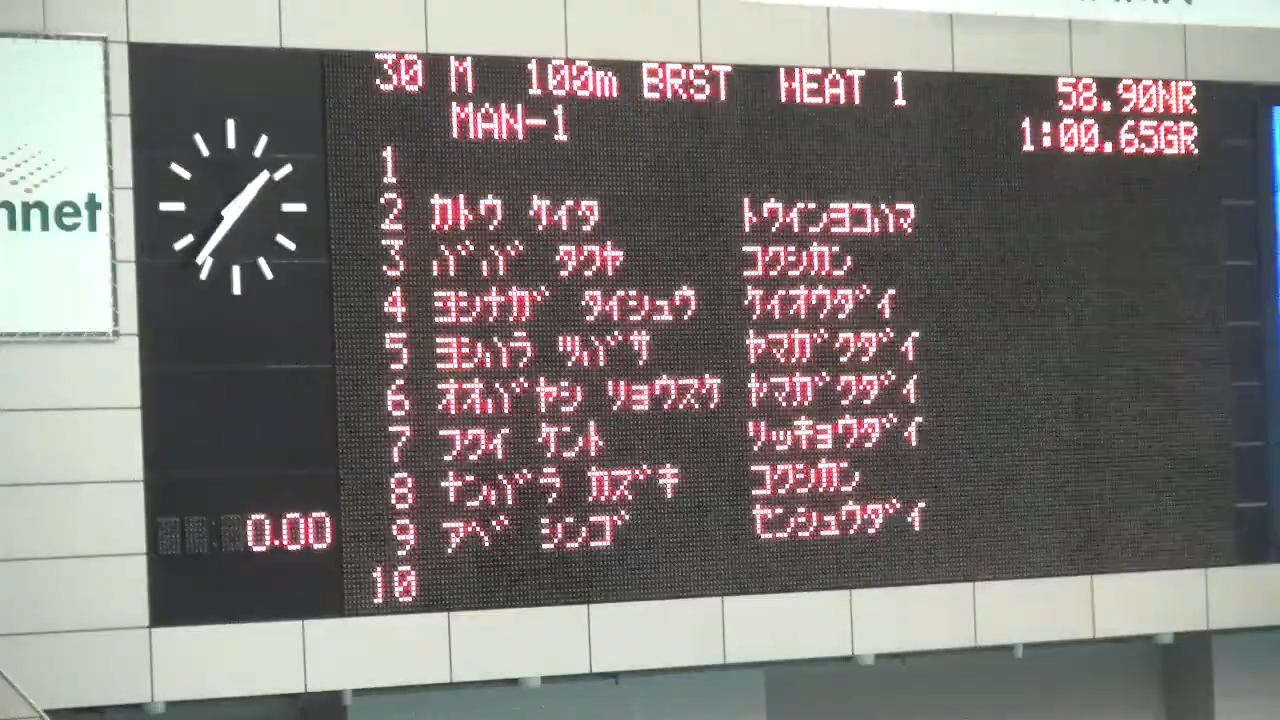 nnet
30 M 100m BRST HEAT 1 58.90NR
MAN-1 1:00.65GR
1
2 カトウ ケイタ トウインヨコハマ
3 ババ タクヤ コクシカン
4 ヨシナガ タイシュウ ケイオウダイ
5 ヨモハラ ツバサ ヤマガクダイ
6 オオバヤシ リョウスケ ヤマガクダイ
7 フクイ ケント リッキョウダイ
8 ナンバラ カズキ コクシカン
9 アベ シンゴ センシュウダイ
10
0.00